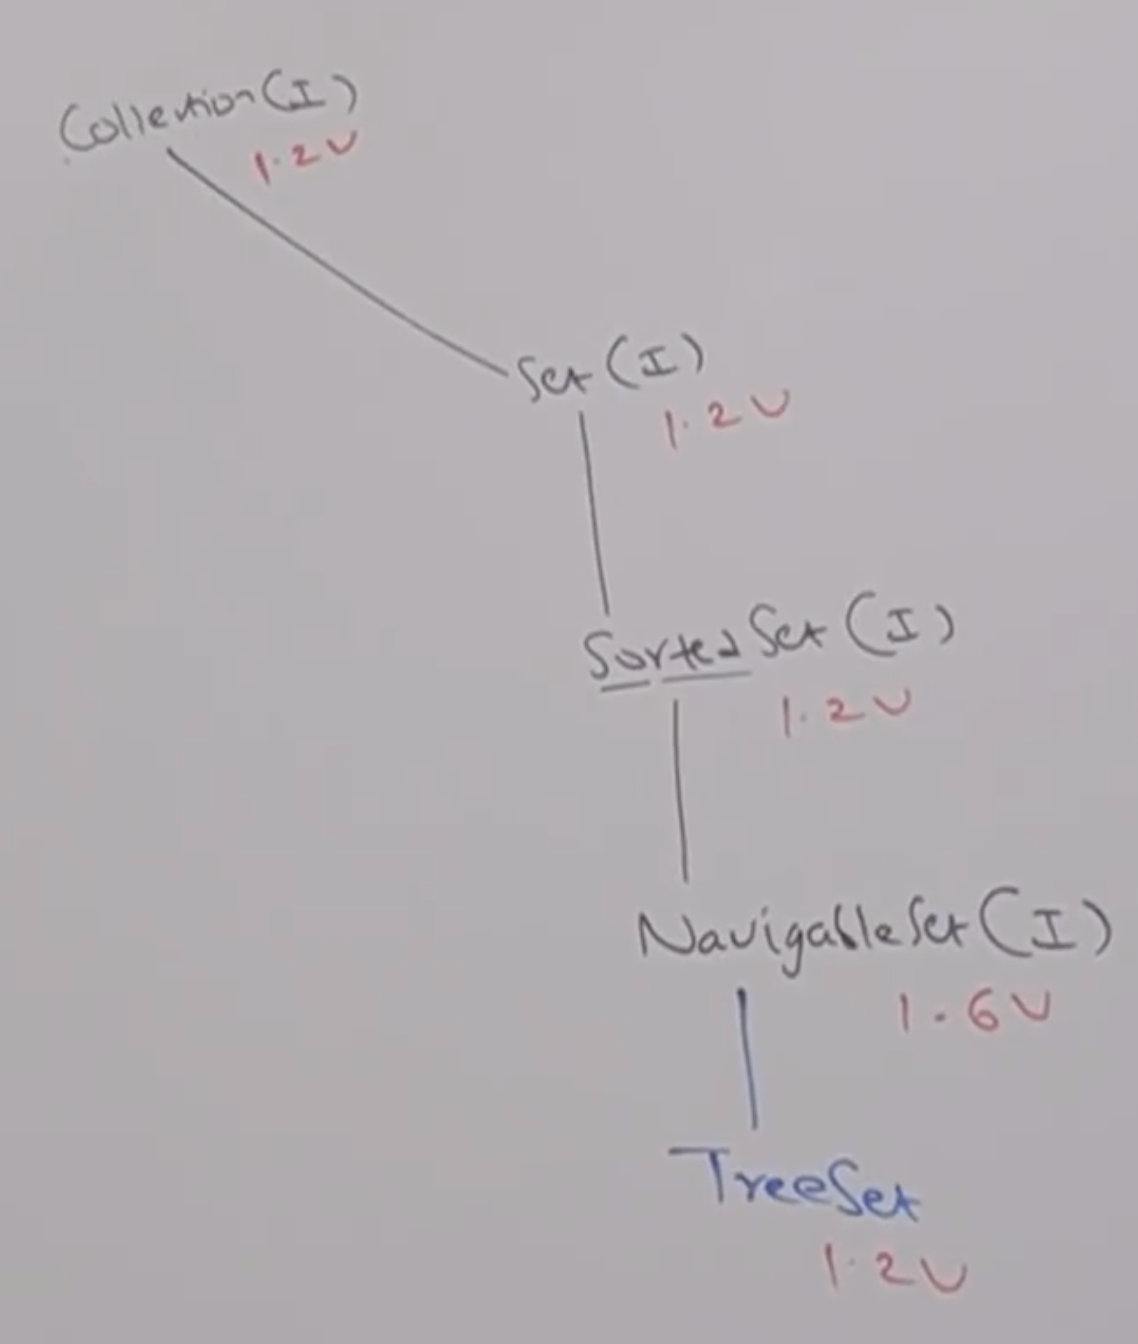 Collection(I)
1.2V
Set(I)
1.2V
SortedSet(I)
1.2V
NavigableSet(I)
1.6V
TreeSet
1.2V